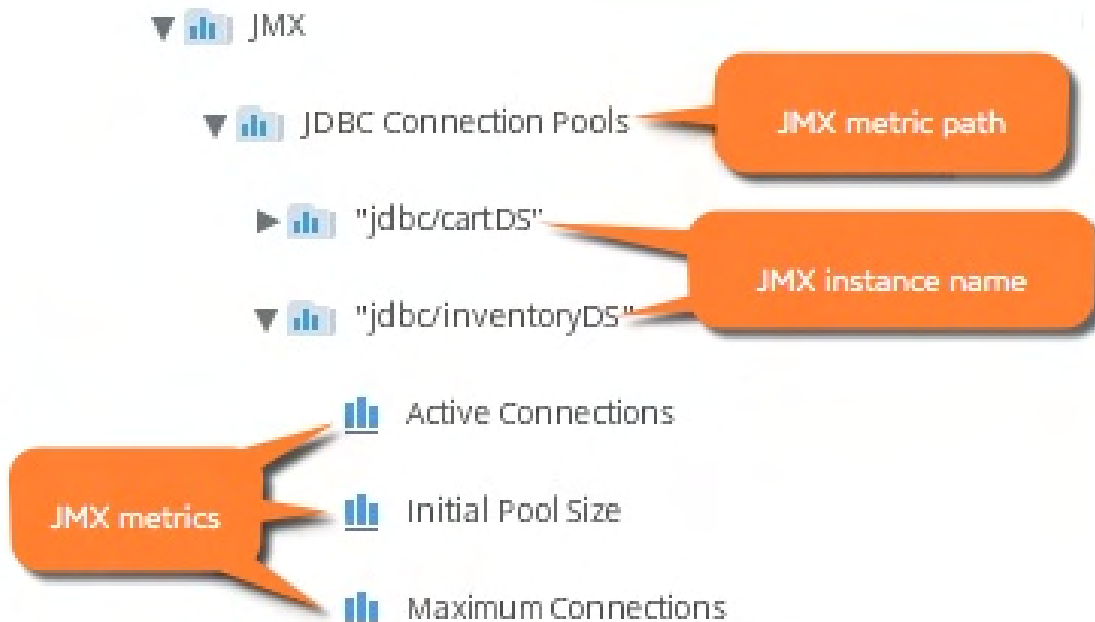 JMX
JDBC Connection Pools
JMX metric path
"jdbc/cartDS"
JMX instance name
"jdbc/inventoryDS"
Active Connections
JMX metrics
Initial Pool Size
Maximum Connections